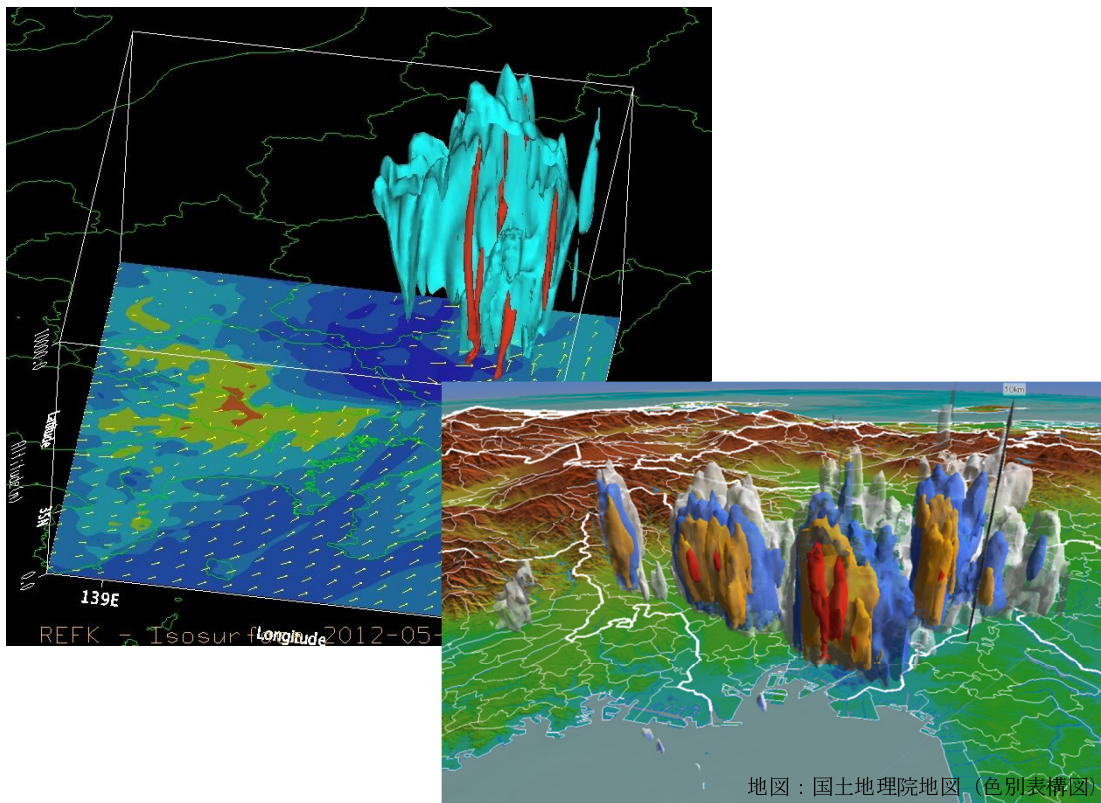 10000.0
Latitude
Altitude(m)
35N
0.0
139E
REFK - Isosurf
Longitude
2012-05-
10km
地図：国土地理院地図（色別表構図）